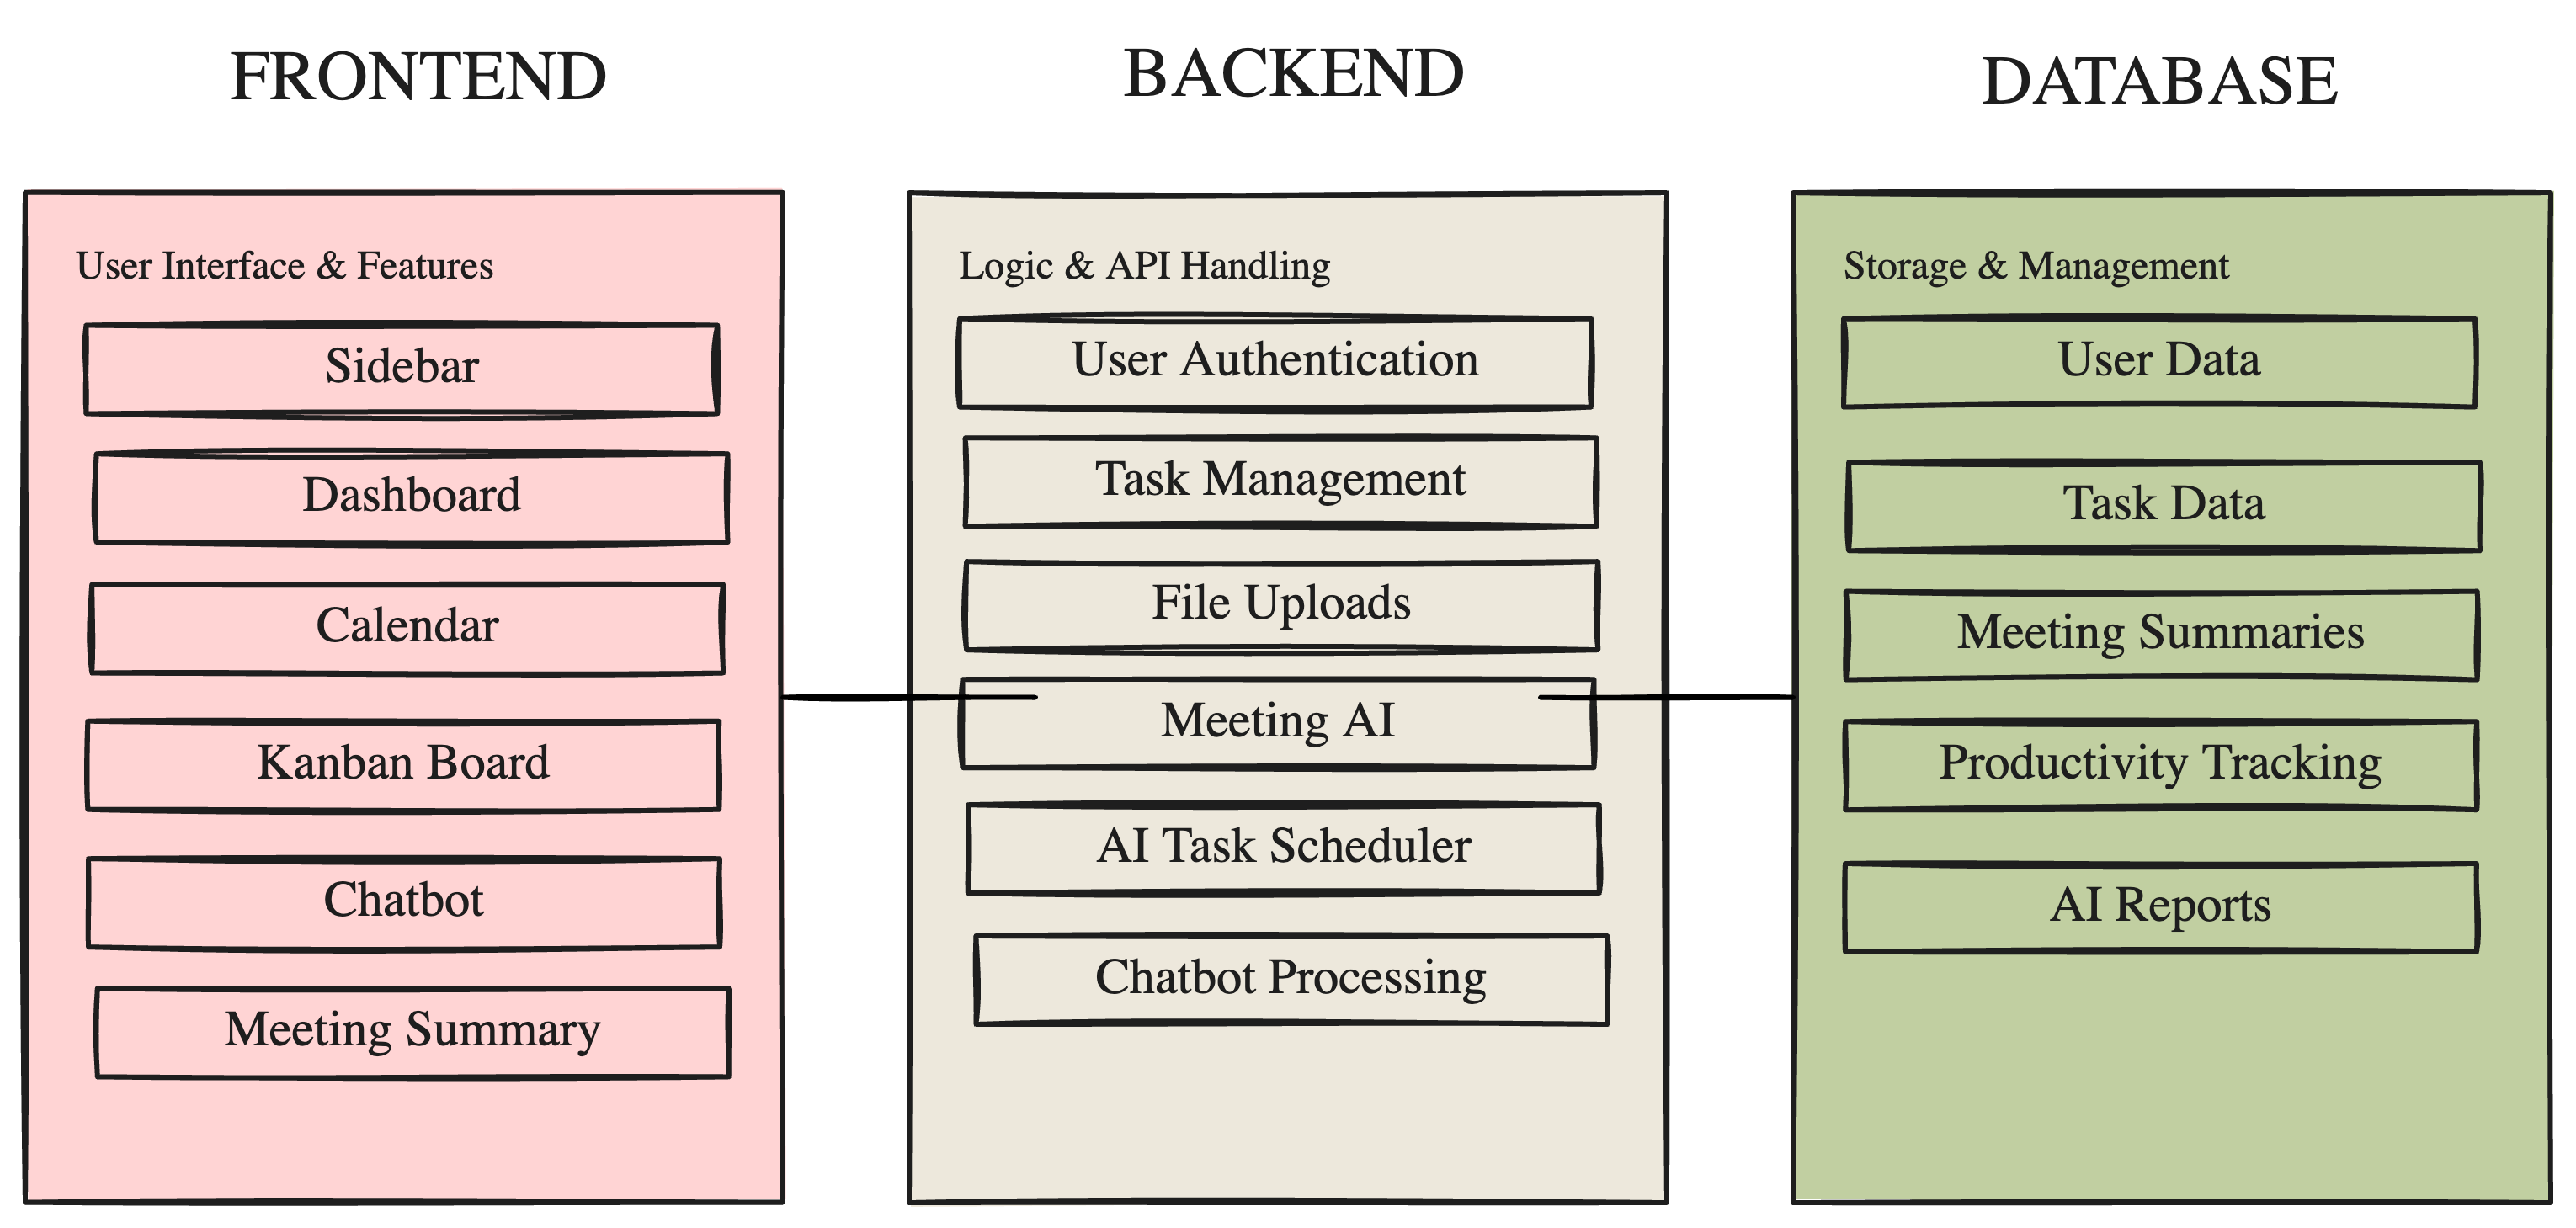 FRONTEND
BACKEND
DATABASE
User Interface & Features
Sidebar
Dashboard
Calendar
Kanban Board
Chatbot
Meeting Summary
Logic & API Handling
User Authentication
Task Management
File Uploads
Meeting AI
AI Task Scheduler
Chatbot Processing
Storage & Management
User Data
Task Data
Meeting Summaries
Productivity Tracking
AI Reports